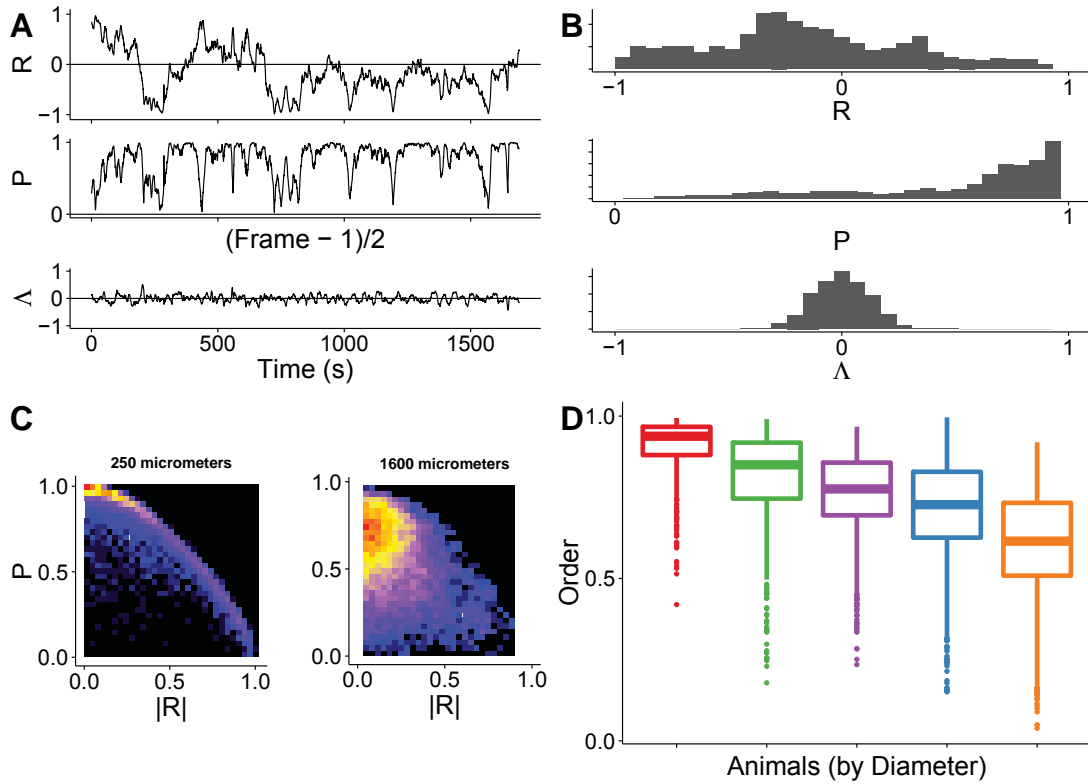 A
R
1
0
1
P
1
0
(Frame − 1)/2
Λ
1
0
−1
0 500 1000 1500
Time (s)
B
−1 0 1
R
0 1
P
−1 0 1
Λ
C
250 micrometers
1600 micrometers
P
1.0
0.5
0.0
0.0 0.5 1.0
|R|
1.0
0.5
0.0
0.0 0.5 1.0
|R|
D
Order
1.0
0.5
0.0
Animals (by Diameter)